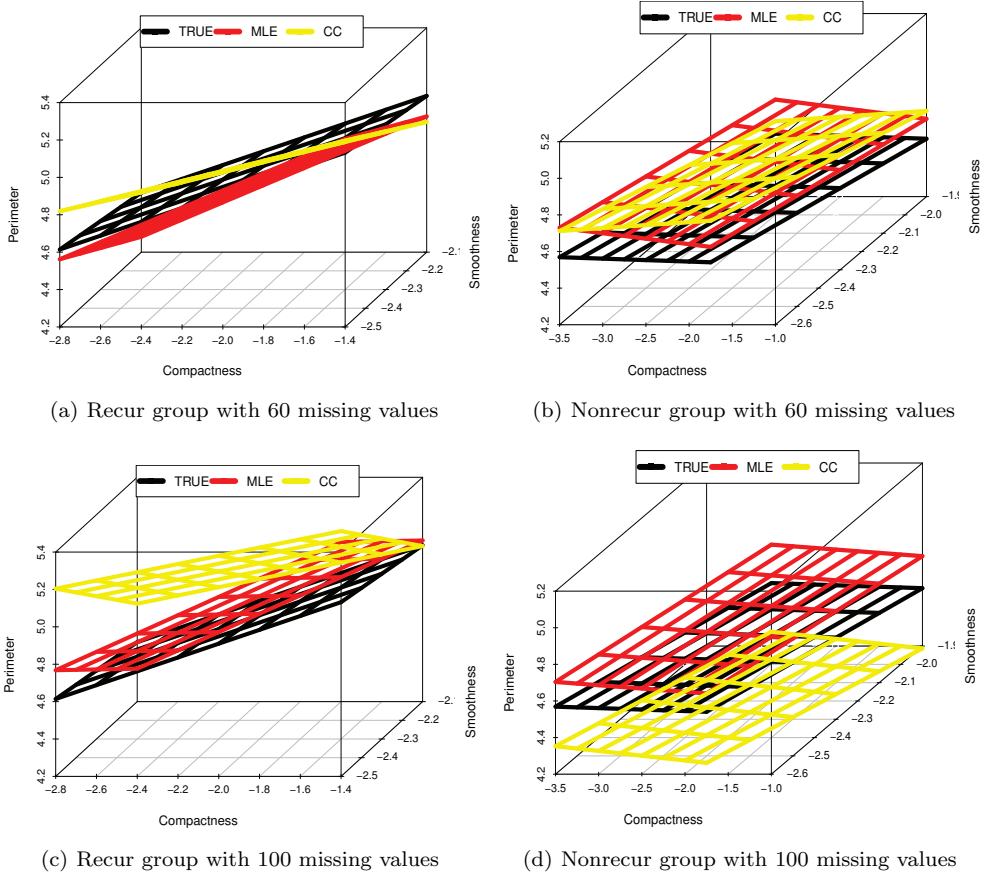 TRUE MLE CC
TRUE MLE CC
Perimeter
4.2 4.4 4.6 4.8 5.0 5.2 5.4
−2.8 −2.6 −2.4 −2.2 −2.0 −1.8 −1.6 −1.4
Compactness
−2.5 −2.4 −2.3 −2.2
Smoothness
Perimeter
4.2 4.4 4.6 4.8 5.0 5.2
−3.5 −3.0 −2.5 −2.0 −1.5 −1.0
Compactness
−2.6 −2.5 −2.4 −2.3 −2.2 −2.1 −2.0
Smoothness
(a) Recur group with 60 missing values
(b) Nonrecur group with 60 missing values
TRUE MLE CC
TRUE MLE CC
Perimeter
4.2 4.4 4.6 4.8 5.0 5.2 5.4
−2.8 −2.6 −2.4 −2.2 −2.0 −1.8 −1.6 −1.4
Compactness
−2.5 −2.4 −2.3 −2.2
Smoothness
Perimeter
4.2 4.4 4.6 4.8 5.0 5.2
−3.5 −3.0 −2.5 −2.0 −1.5 −1.0
Compactness
−2.6 −2.5 −2.4 −2.3 −2.2 −2.1 −2.0
Smoothness
(c) Recur group with 100 missing values
(d) Nonrecur group with 100 missing values